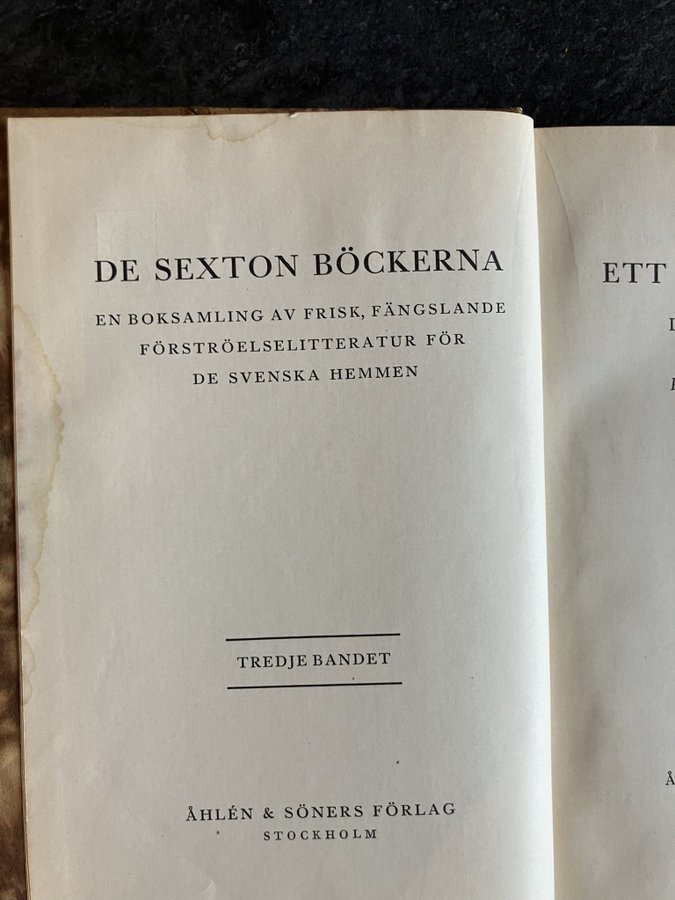 DE SEXTON BÖCKERNA
EN BOKSAMLING AV FRISK, FÄNGSLANDE
FÖRSTRÖELSELITTERATUR FÖR
DE SVENSKA HEMMEN
TREDJE BANDET
ÅHLÉN & SÖNERS FÖRLAG
STOCKHOLM
ETT